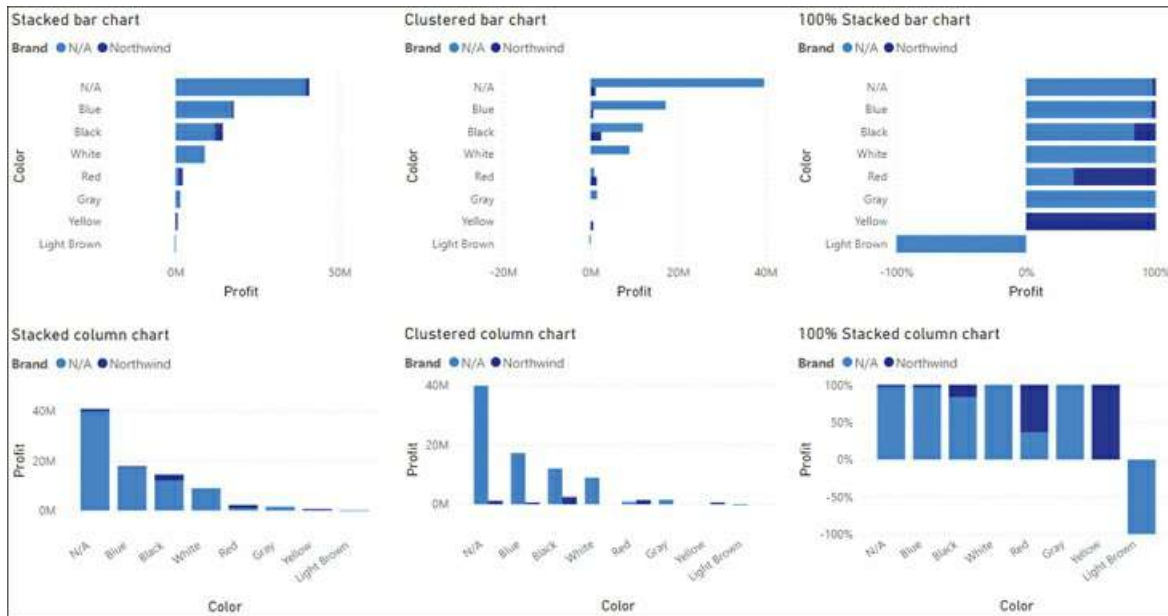 Stacked bar chart
Brand N/A Northwind
N/A
Blue
Black
White
Red
Gray
Yellow
Light Brown
Color
0M 50M
Profit
Clustered bar chart
Brand N/A Northwind
N/A
Blue
Black
White
Red
Gray
Yellow
Light Brown
Color
-20M 0M 20M 40M
Profit
100% Stacked bar chart
Brand N/A Northwind
N/A
Blue
Black
White
Red
Gray
Yellow
Light Brown
Color
-100% 0% 100%
Profit
Stacked column chart
Brand N/A Northwind
40M
20M
0M
Profit
N/A Blue Black White Red Gray Yellow Light Brown
Color
Clustered column chart
Brand N/A Northwind
40M
20M
0M
Profit
N/A Blue Black White Red Gray Yellow Light Brown
Color
100% Stacked column chart
Brand N/A Northwind
100%
50%
0%
-50%
-100%
Profit
N/A Blue Black White Red Gray Yellow Light Brown
Color